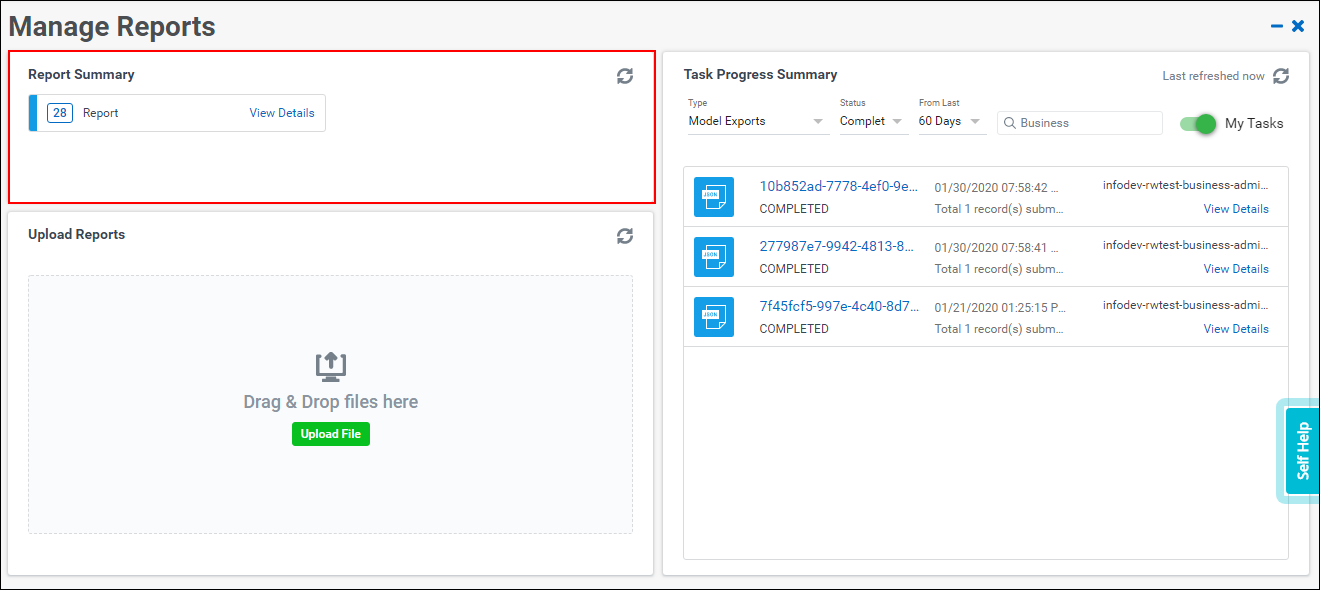 Manage Reports
Report Summary
28 Report View Details
Upload Reports
Drag & Drop files here
Upload File
Task Progress Summary
Last refreshed now
Type Status From Last
Model Exports Complet 60 Days Business My Tasks
JSON
10b852ad-7778-4ef0-9e... 01/30/2020 07:58:42 ... infodev-rwtest-business-admi...
COMPLETED Total 1 record(s) subm... View Details
JSON
277987e7-9942-4813-8... 01/30/2020 07:58:41 ... infodev-rwtest-business-admi...
COMPLETED Total 1 record(s) subm... View Details
JSON
7f45fcf5-997e-4c40-8d7... 01/21/2020 01:25:15 P... infodev-rwtest-business-admi...
COMPLETED Total 1 record(s) subm... View Details
Self Help